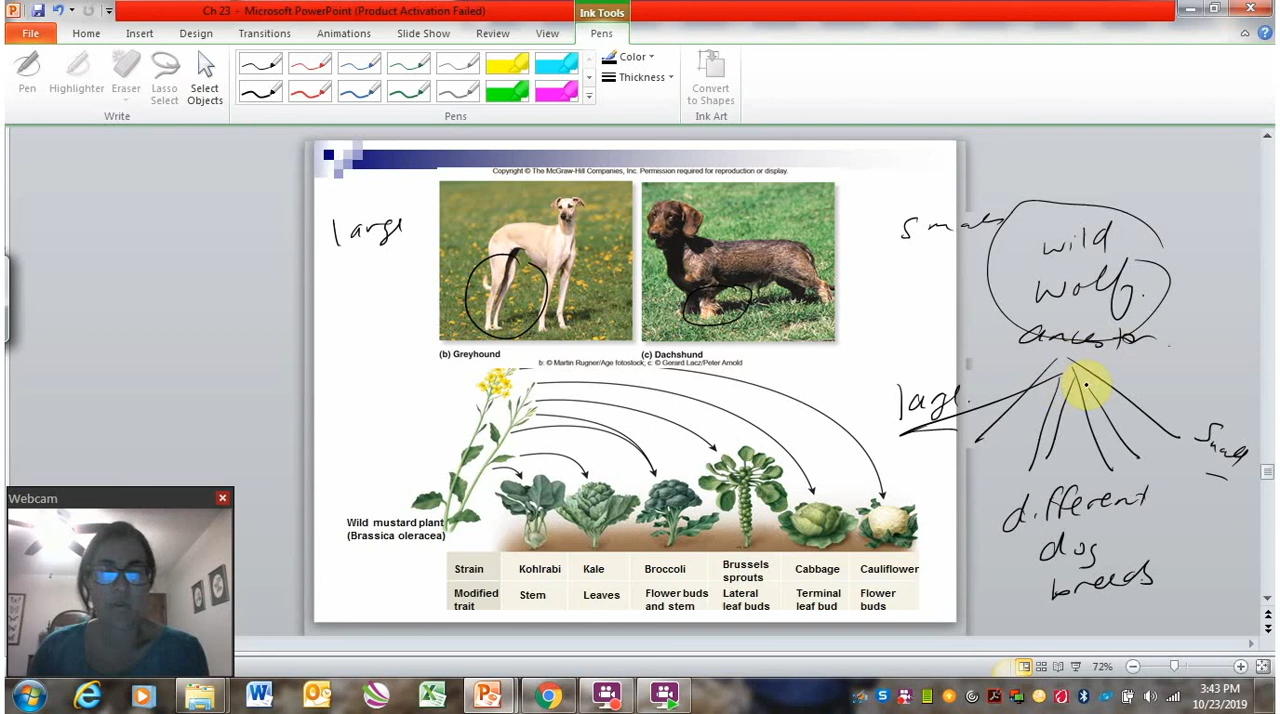 Ch 23 - Microsoft PowerPoint (Product Activation Failed)
Ink Tools
File
Home
Insert
Design
Transitions
Animations
Slide Show
Review
View
Pens
Pen
Highlighter
Eraser
Lasso
Select
Select
Objects
Write
Pens
Color
Thickness
Convert
to Shapes
Ink Art
Copyright © The McGraw-Hill Companies, Inc. Permission required for reproduction or display.
large
small
wild
wolf.
ancestor.
(b) Greyhound
(c) Dachshund
b: © Martin Rugner/Age fotostock; c: © Gerard Lacz/Peter Arnold
large.
small
different
dog
breeds
Wild mustard plant
(Brassica oleracea)
Strain Kohlrabi Kale Broccoli Brussels sprouts Cabbage Cauliflower
Modified trait Stem Leaves Flower buds and stem Lateral leaf buds Terminal leaf bud Flower buds
Webcam
72%
3:43 PM
10/23/2019